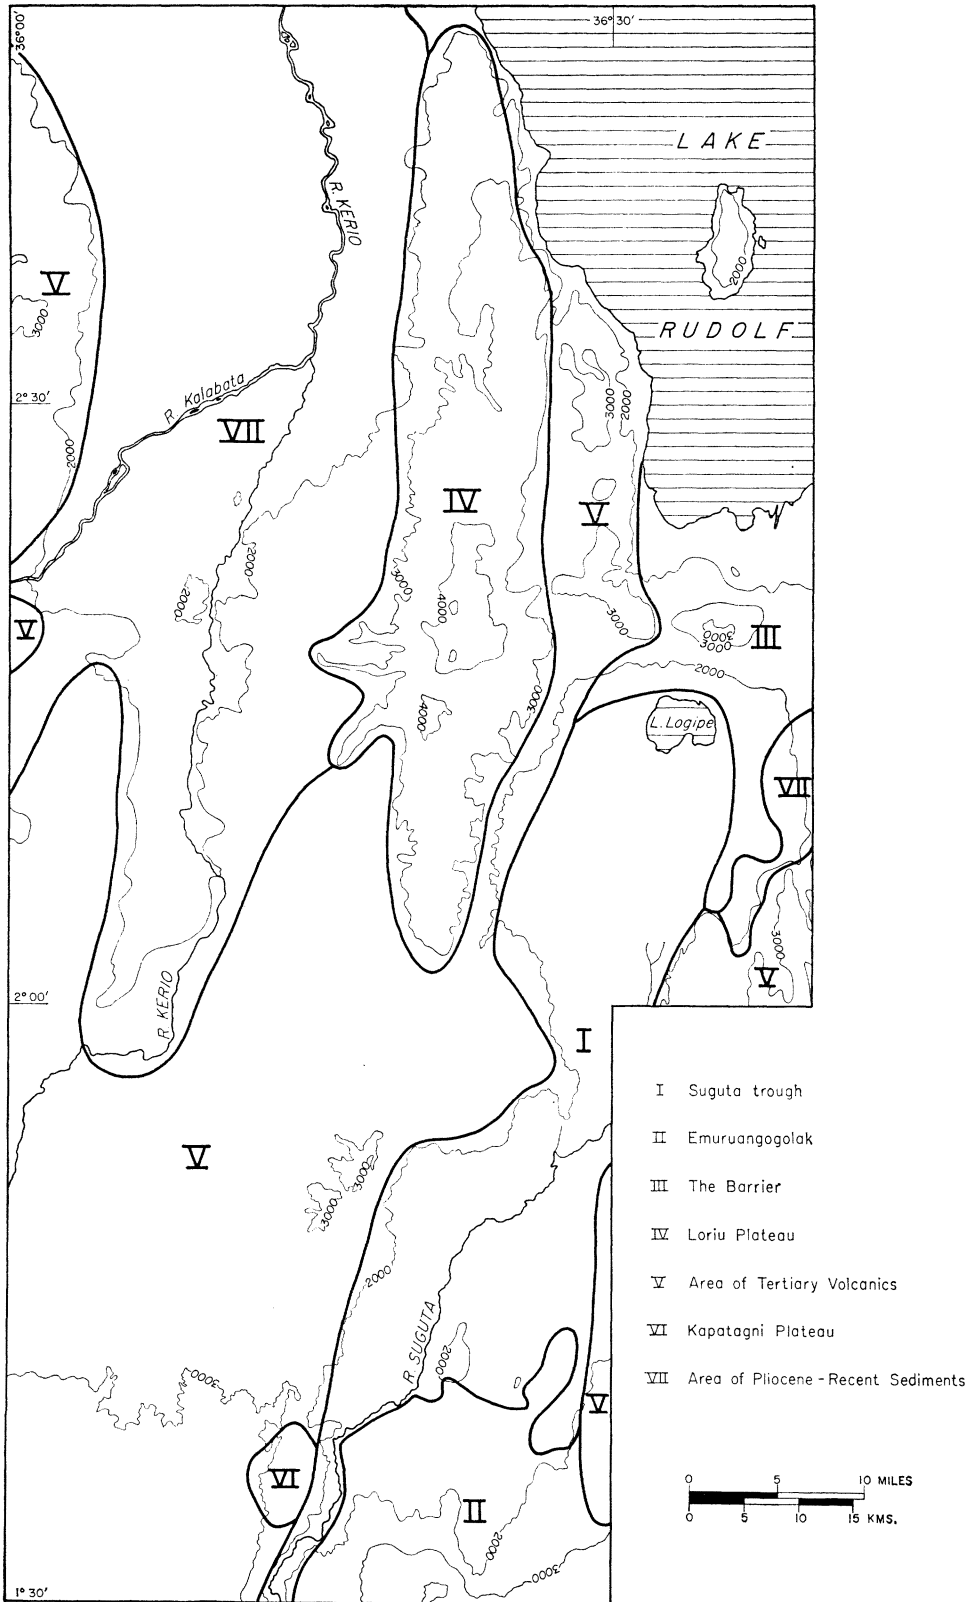 36°00'
36°30'
LAKE
R. KERIO
2000
V
3000
RUDOLF
R. Kalabata
2°30'
3000
2000
VII
2000
IV
V
2000
3000
2000
4000
V
3000
III
3000
3000
2000
3000
4000
L. Logipe
VII
3000
V
R. KERIO
2°00'
I
I Suguta trough
II Emuruangogolak
III The Barrier
V
3000
3000
IV Loriu Plateau
2000
V Area of Tertiary Volcanics
R. SUGUTA
VI Kapatagni Plateau
2000
3000
VII Area of Pliocene - Recent Sediments
V
VI
0 5 10 MILES
II
0 5 10 15 KMS.
2000
3000
1°30'